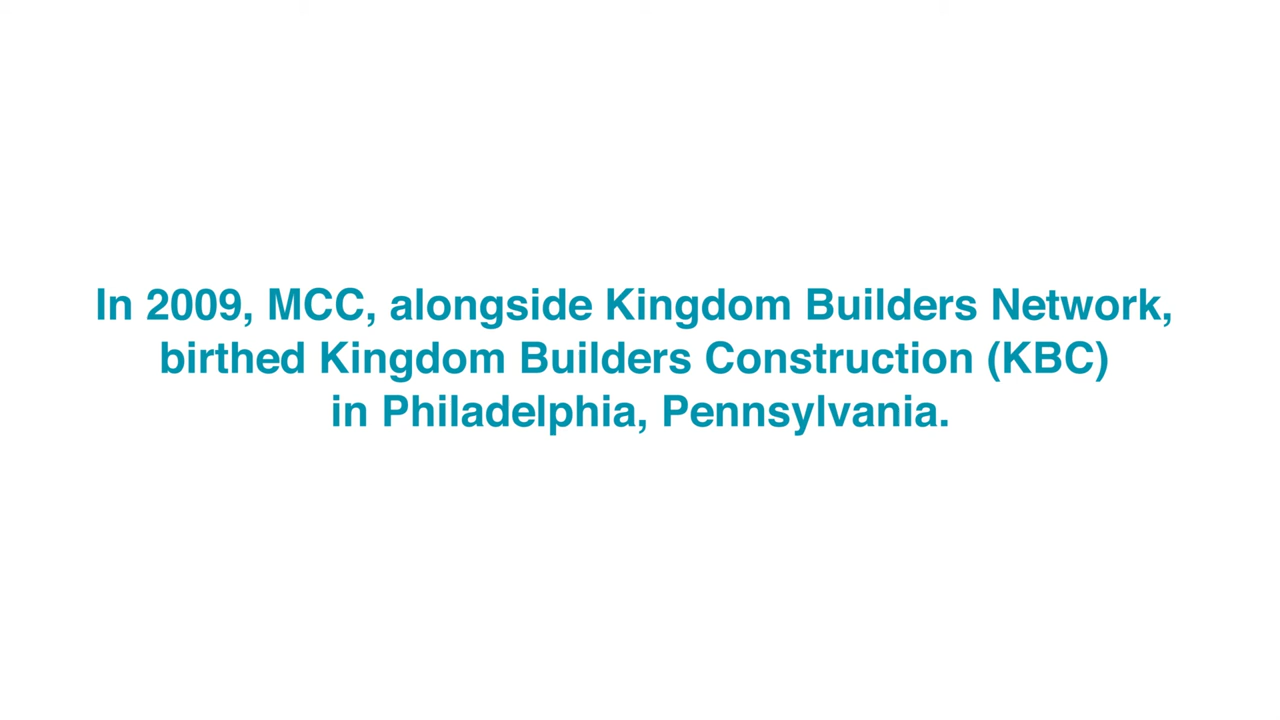 In 2009, MCC, alongside Kingdom Builders Network,
birthed Kingdom Builders Construction (KBC)
in Philadelphia, Pennsylvania.